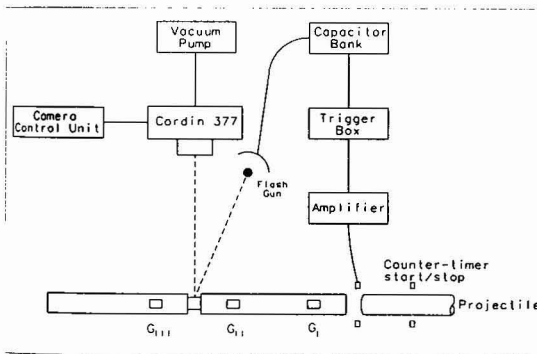 Vacuum
Pump
Capacitor
Bank
Camera
Control Unit
Cordin 377
Trigger
Box
Flash
Gun
Amplifier
Counter-timer
start/stop
Projectile
G III
G II
G I